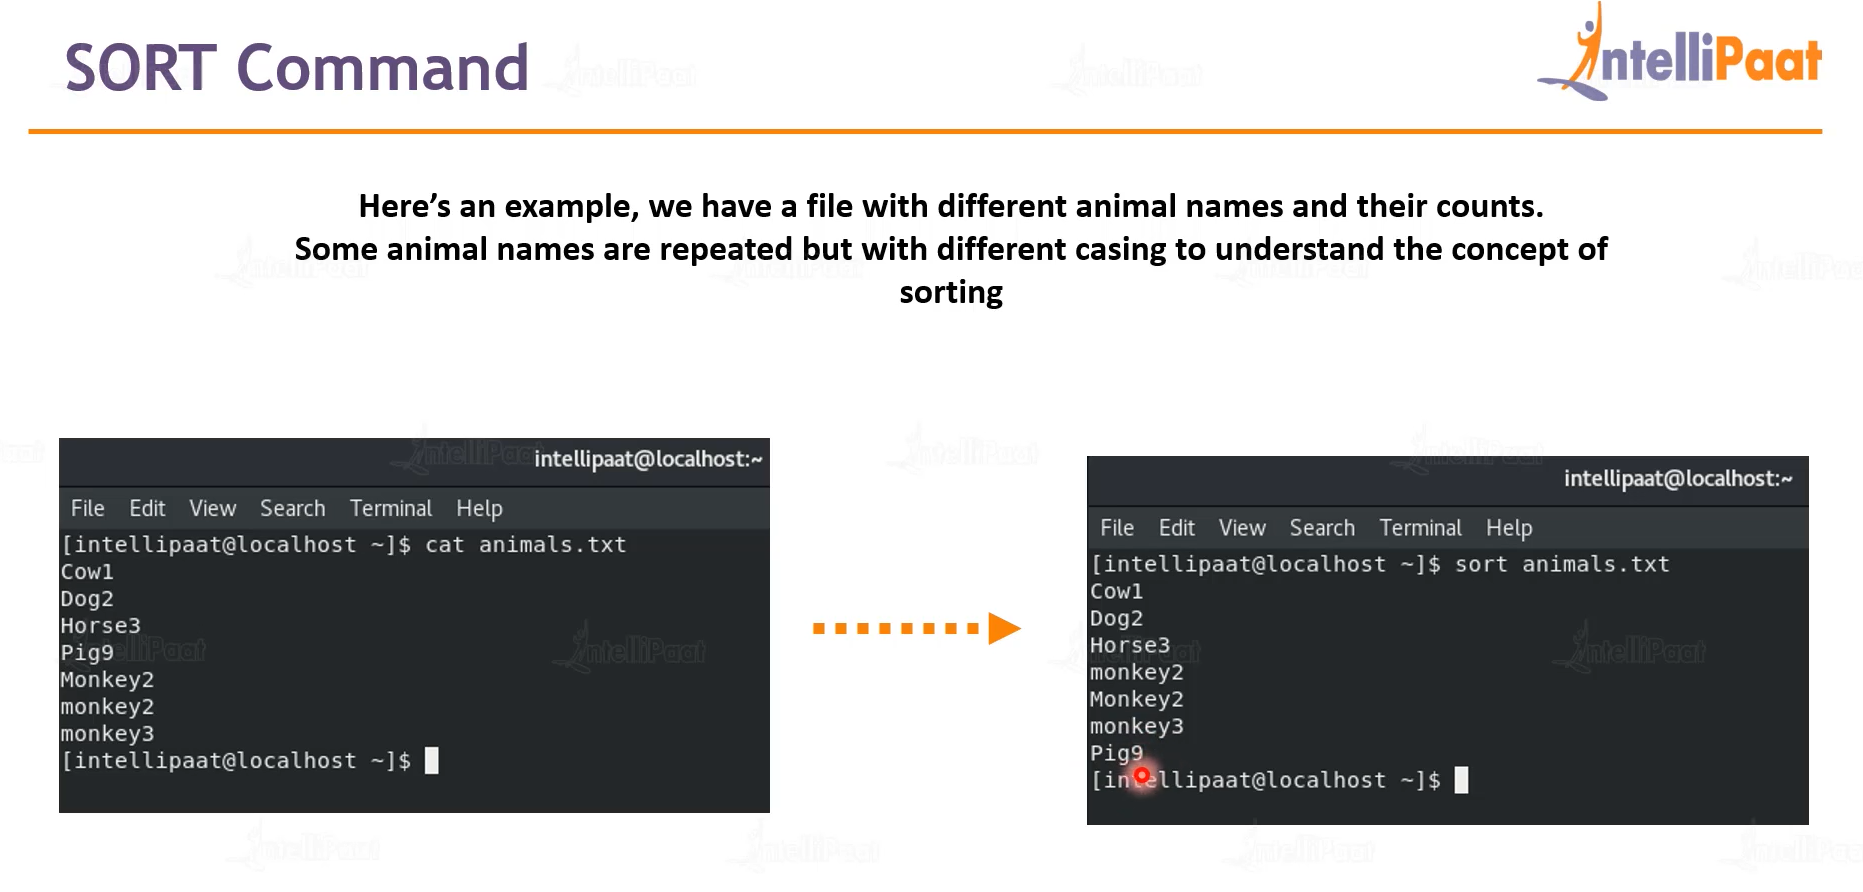 SORT Command
IntelliPaat
Here’s an example, we have a file with different animal names and their counts.
Some animal names are repeated but with different casing to understand the concept of
sorting
intellipaat@localhost:~
File Edit View Search Terminal Help
[intellipaat@localhost ~]$ cat animals.txt
Cow1
Dog2
Horse3
Pig9
Monkey2
monkey2
monkey3
[intellipaat@localhost ~]$
intellipaat@localhost:~
File Edit View Search Terminal Help
[intellipaat@localhost ~]$ sort animals.txt
Cow1
Dog2
Horse3
monkey2
Monkey2
monkey3
Pig9
[intellipaat@localhost ~]$